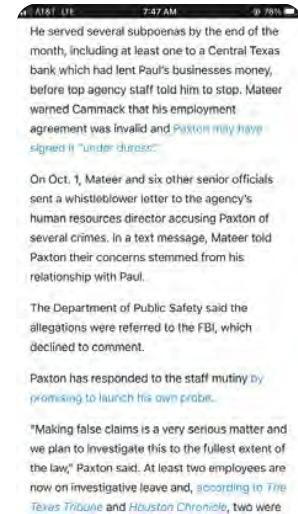 AT&T LTE 7:47 AM 76%
He served several subpoenas by the end of the
month, including at least one to a Central Texas
bank which had lent Paul's businesses money,
before top agency staff told him to stop. Mateer
warned Cammack that his employment
agreement was invalid and Paxton may have
signed it "under duress."
On Oct. 1, Mateer and six other senior officials
sent a whistleblower letter to the agency's
human resources director accusing Paxton of
several crimes. In a text message, Mateer told
Paxton their concerns stemmed from his
relationship with Paul.
The Department of Public Safety said the
allegations were referred to the FBI, which
declined to comment.
Paxton has responded to the staff mutiny by
promising to launch his own probe.
"Making false claims is a very serious matter and
we plan to investigate this to the fullest extent of
the law," Paxton said. At least two employees are
now on investigative leave and, according to The
Texas Tribune and Houston Chronicle, two were